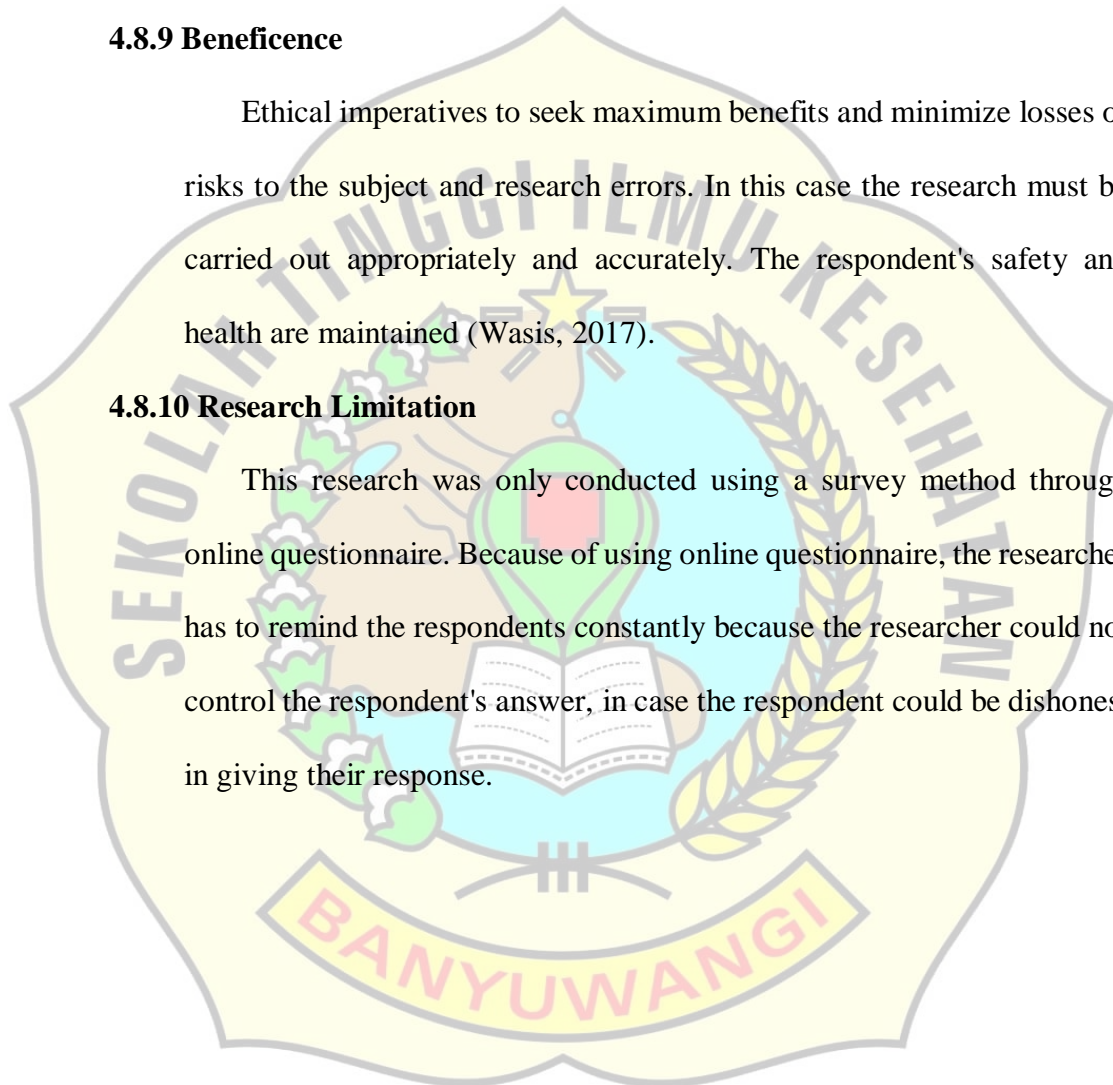 4.8.9 Beneficence
Ethical imperatives to seek maximum benefits and minimize losses o
risks to the subject and research errors. In this case the research must b
carried out appropriately and accurately. The respondent's safety an
health are maintained (Wasis, 2017).
4.8.10 Research Limitation
This research was only conducted using a survey method throug
online questionnaire. Because of using online questionnaire, the researche
has to remind the respondents constantly because the researcher could no
control the respondent's answer, in case the respondent could be dishones
in giving their response.
SEKOLAH TINGGI ILMU KESEHATAN
BANYUWANGI